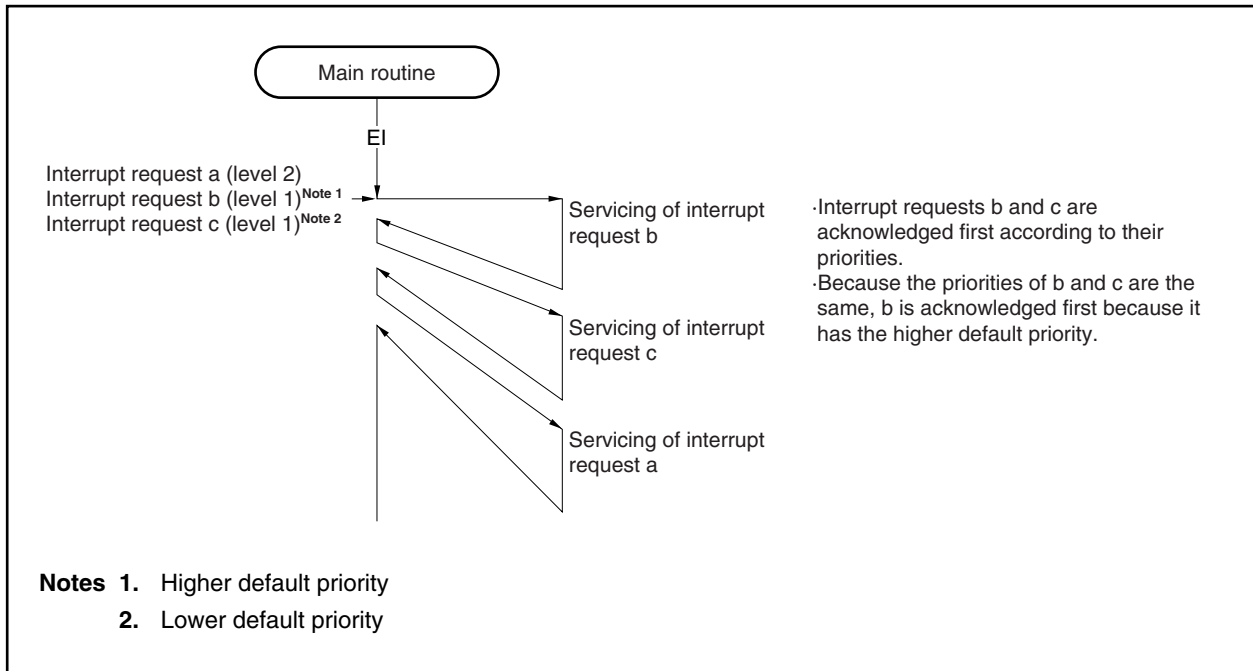 Main routine
EI
Interrupt request a (level 2)
Interrupt request b (level 1)Note 1
Interrupt request c (level 1)Note 2
Servicing of interrupt
request b
·Interrupt requests b and c are
acknowledged first according to their
priorities.
·Because the priorities of b and c are the
same, b is acknowledged first because it
has the higher default priority.
Servicing of interrupt
request c
Servicing of interrupt
request a
Notes 1. Higher default priority
2. Lower default priority